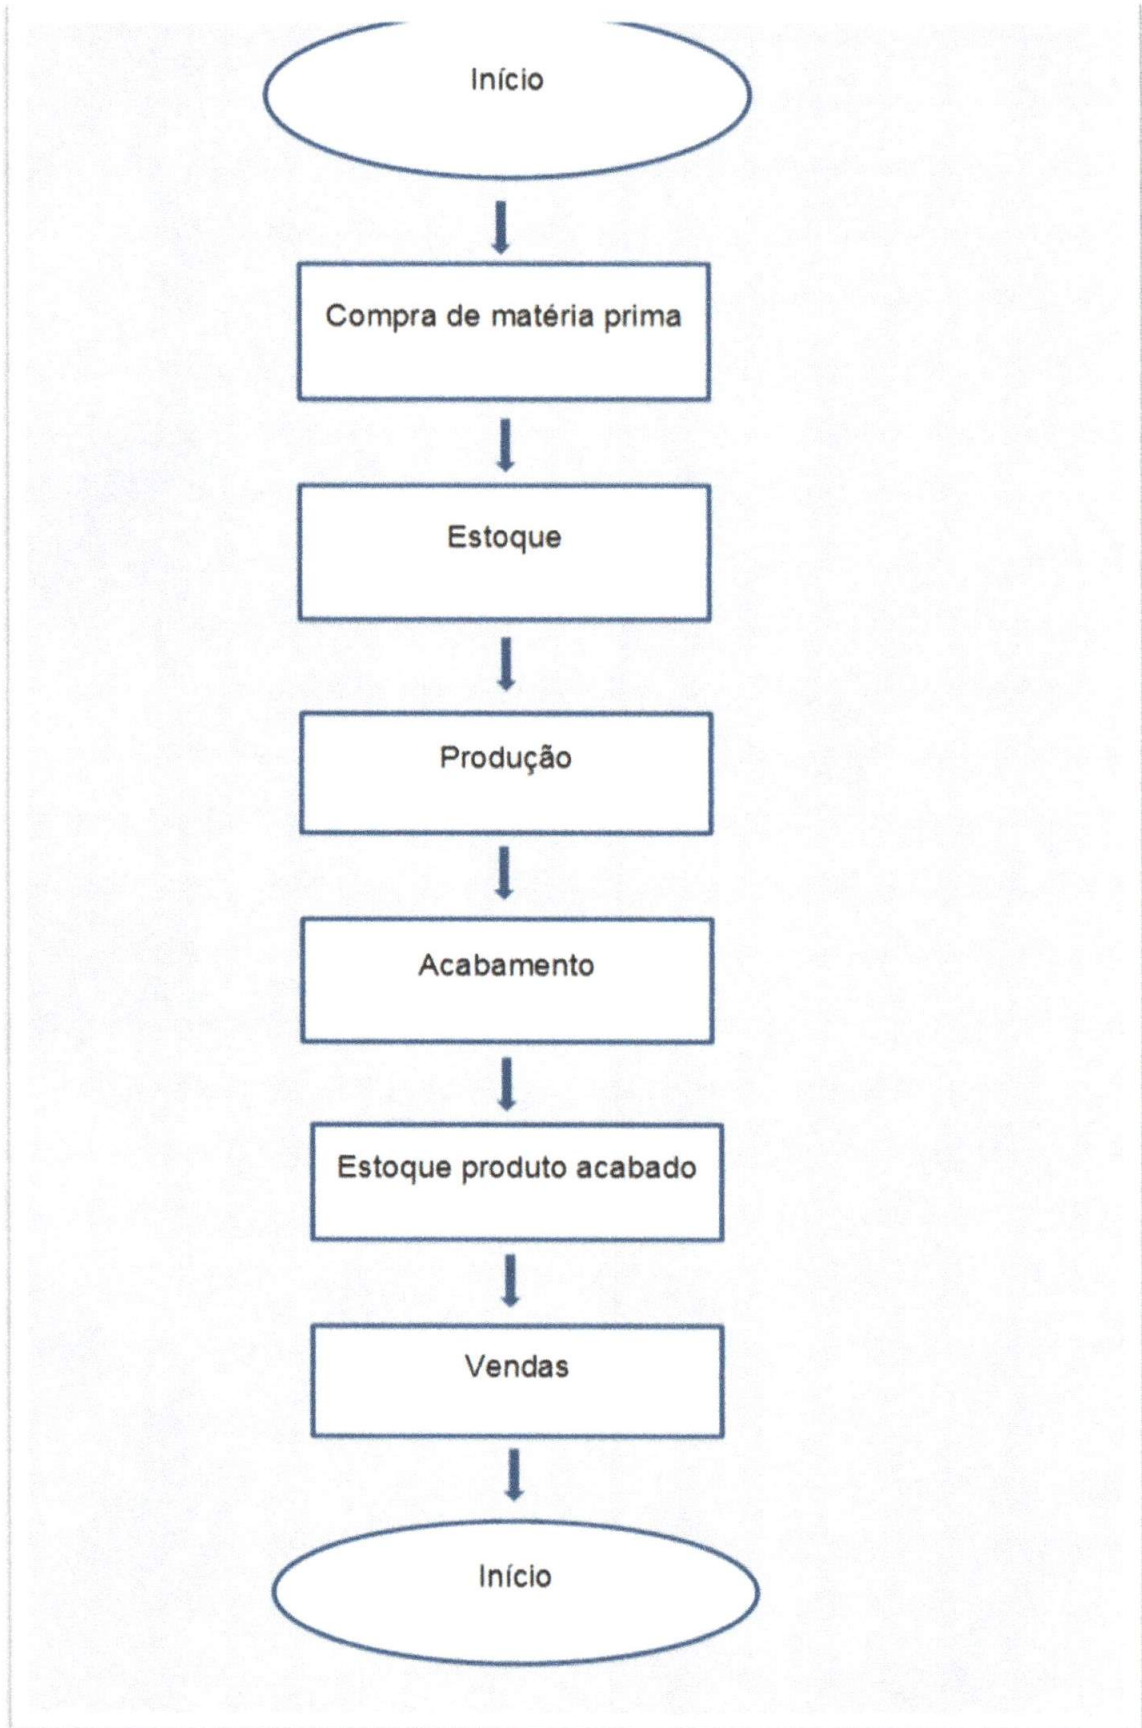 Início
Compra de matéria prima
Estoque
Produção
Acabamento
Estoque produto acabado
Vendas
Início